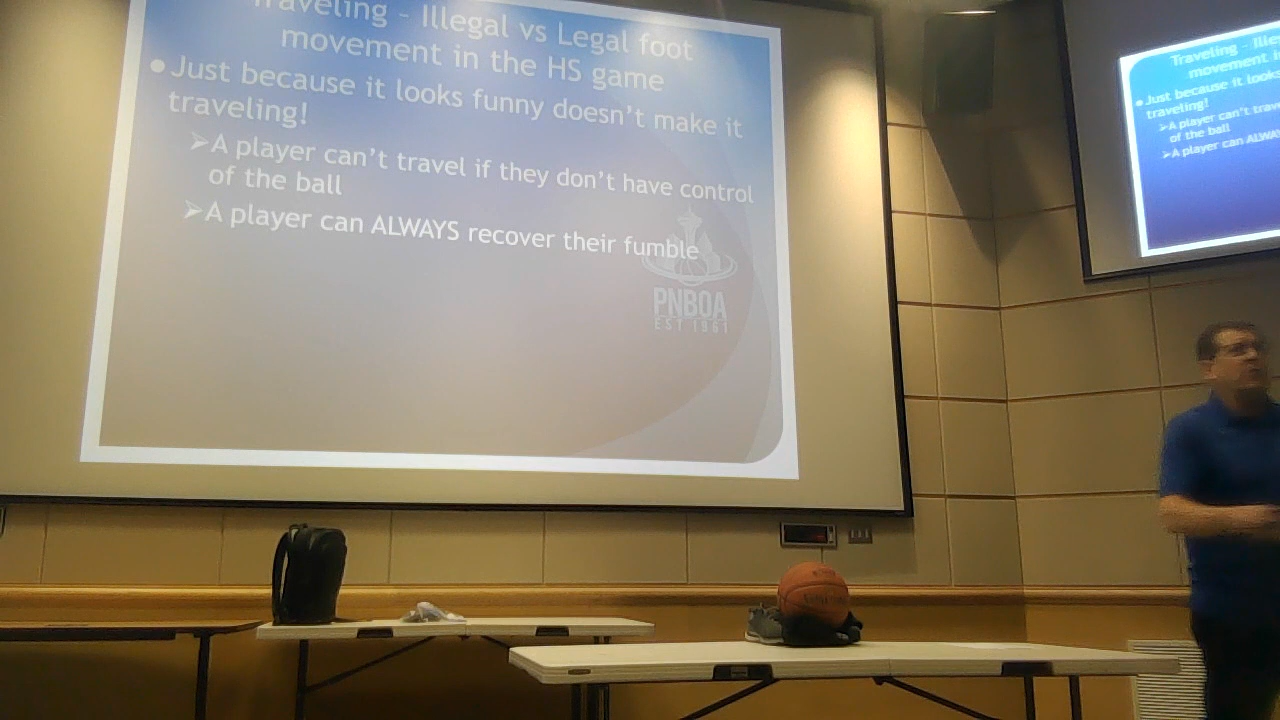 Traveling – Illegal vs Legal foot
movement in the HS game
Just because it looks funny doesn't make it
traveling!
A player can't travel if they don't have control
of the ball
A player can ALWAYS recover their fumble
PNBOA
EST 1961
Traveling – Ille
movement i
Just because it looks
traveling!
A player can't trav
of the ball
A player can ALWAY